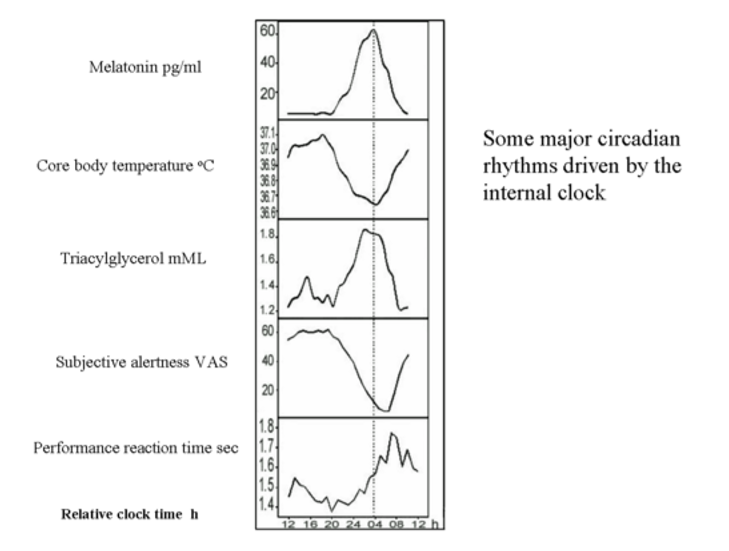 Melatonin pg/ml
60
40
20
Core body temperature ºC
37.1
37.0
36.9
36.8
36.7
36.6
Triacylglycerol mML
1.8
1.6
1.4
1.2
Subjective alertness VAS
60
40
20
Performance reaction time sec
1.8
1.7
1.6
1.5
1.4
Relative clock time h
12 16 20 24 04 08 12 h
Some major circadian
rhythms driven by the
internal clock